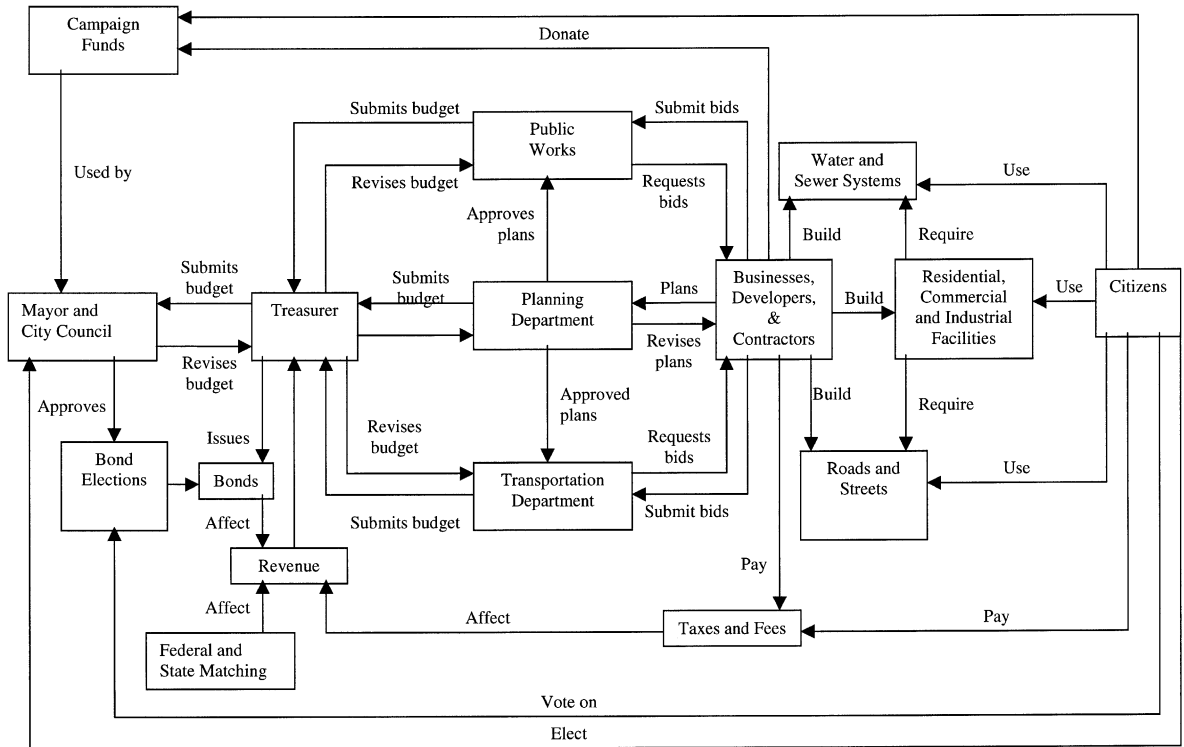 Campaign
Funds
Donate
Submits budget
Submit bids
Public
Works
Water and
Sewer Systems
Use
Used by
Revises budget
Requests
bids
Approves
plans
Build
Require
Submits
budget
Submits
budget
Plans
Mayor and
City Council
Treasurer
Planning
Department
Businesses,
Developers,
&
Contractors
Build
Residential,
Commercial
and Industrial
Facilities
Use
Citizens
Revises
budget
Revises
plans
Approves
Approved
plans
Build
Require
Issues
Revises
budget
Requests
bids
Bond
Elections
Bonds
Transportation
Department
Roads and
Streets
Use
Affect
Submits budget
Submit bids
Revenue
Pay
Affect
Affect
Taxes and Fees
Pay
Federal and
State Matching
Vote on
Elect